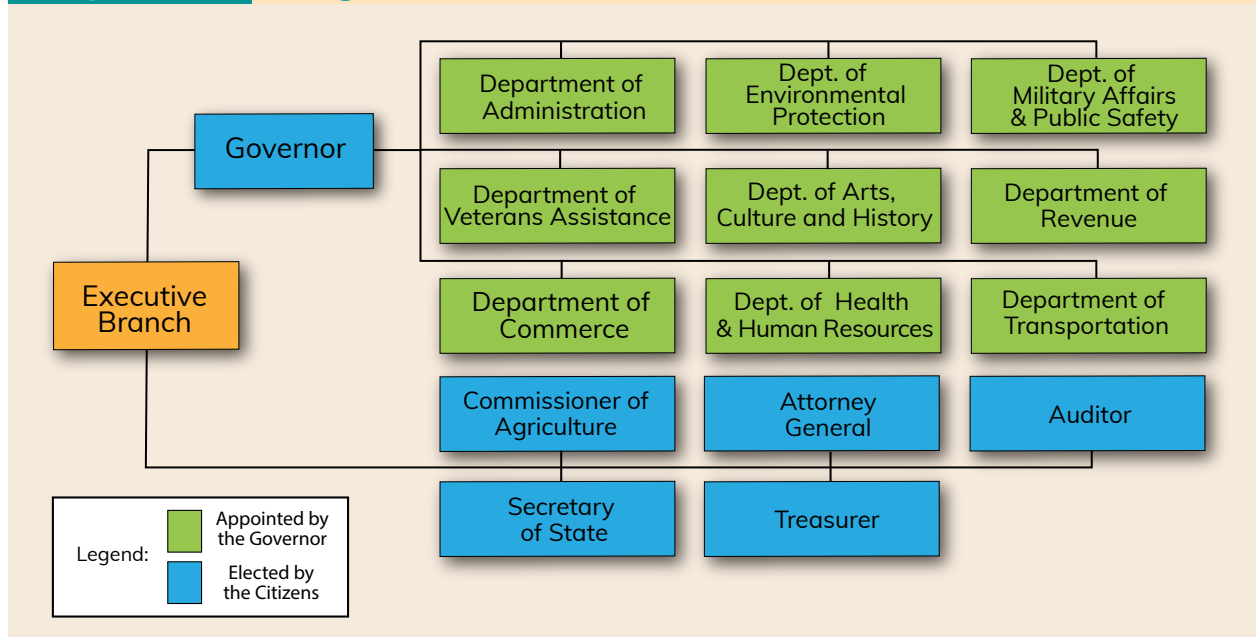 Department of
Administration
Dept. of
Environmental
Protection
Dept. of
Military Affairs
& Public Safety
Governor
Department of
Veterans Assistance
Dept. of Arts,
Culture and History
Department of
Revenue
Executive
Branch
Department of
Commerce
Dept. of Health
& Human Resources
Department of
Transportation
Commissioner of
Agriculture
Attorney
General
Auditor
Secretary
of State
Treasurer
Legend:
Appointed by
the Governor
Elected by
the Citizens